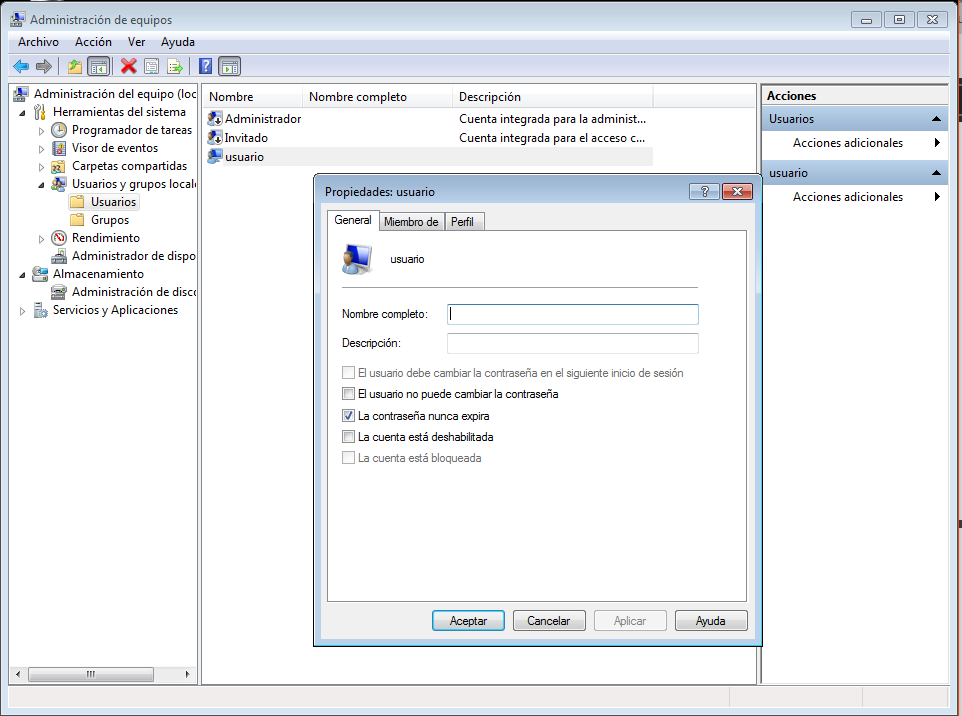 Administración de equipos
Archivo Acción Ver Ayuda
Administración del equipo (loc
Herramientas del sistema
Programador de tareas
Visor de eventos
Carpetas compartidas
Usuarios y grupos locale
Usuarios
Grupos
Rendimiento
Administrador de dispo
Almacenamiento
Administración de disco
Servicios y Aplicaciones
Nombre Nombre completo Descripción
Administrador Cuenta integrada para la administ...
Invitado Cuenta integrada para el acceso c...
usuario
Acciones
Usuarios
Acciones adicionales
usuario
Acciones adicionales
Propiedades: usuario
General Miembro de Perfil
usuario
Nombre completo:
Descripción:
El usuario debe cambiar la contraseña en el siguiente inicio de sesión
El usuario no puede cambiar la contraseña
La contraseña nunca expira
La cuenta está deshabilitada
La cuenta está bloqueada
Aceptar Cancelar Aplicar Ayuda